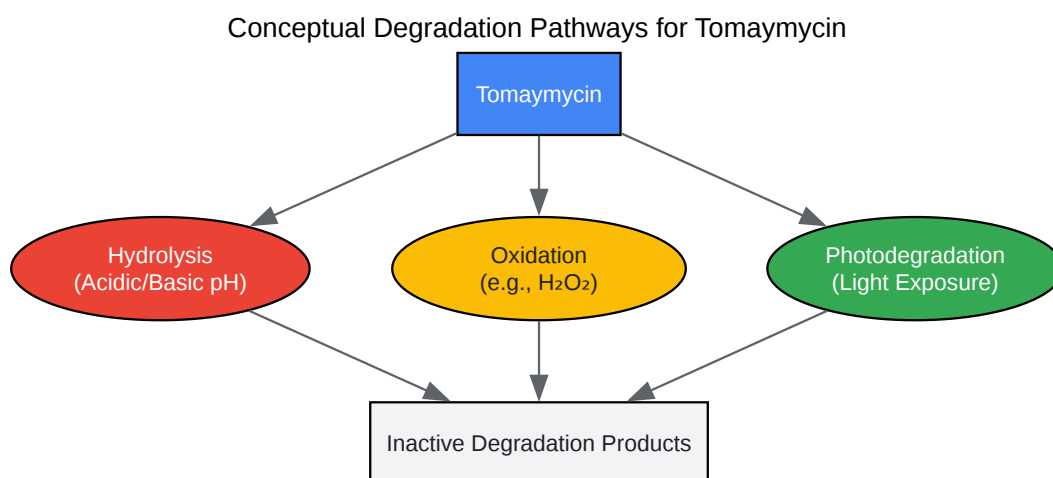 Conceptual Degradation Pathways for Tomaymycin
Tomaymycin
Hydrolysis
(Acidic/Basic pH)
Oxidation
(e.g., H₂O₂)
Photodegradation
(Light Exposure)
Inactive Degradation Products